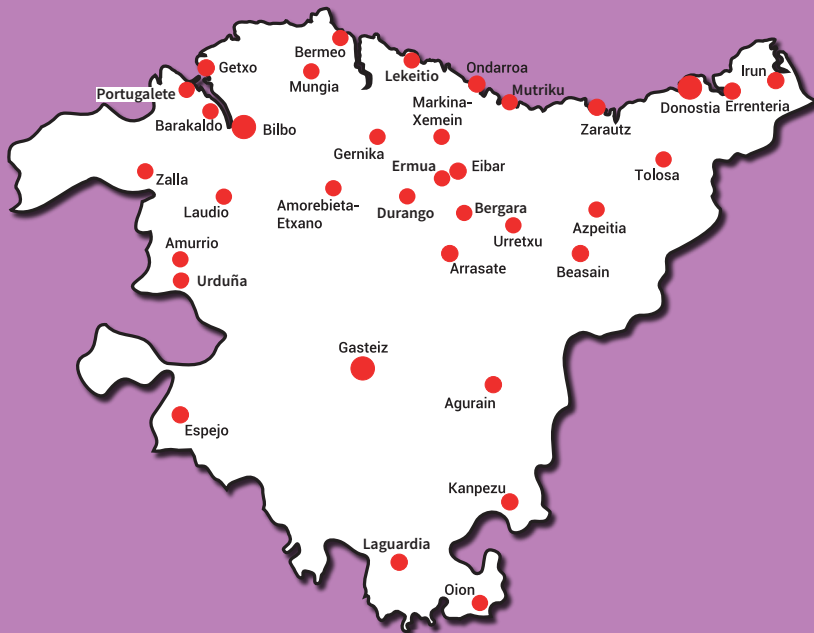 Bermeo
Getxo
Mungia
Lekeitio
Ondarroa
Irun
Portugalete
Mutriku
Donostia
Errenteria
Markina-
Xemein
Zarautz
Barakaldo
Bilbo
Gernika
Ermua
Eibar
Tolosa
Zalla
Laudio
Amorebieta-
Etxano
Durango
Bergara
Azpeitia
Urretxu
Amurrio
Urduña
Arrasate
Beasain
Gasteiz
Agurain
Espejo
Kanpezu
Laguardia
Oion